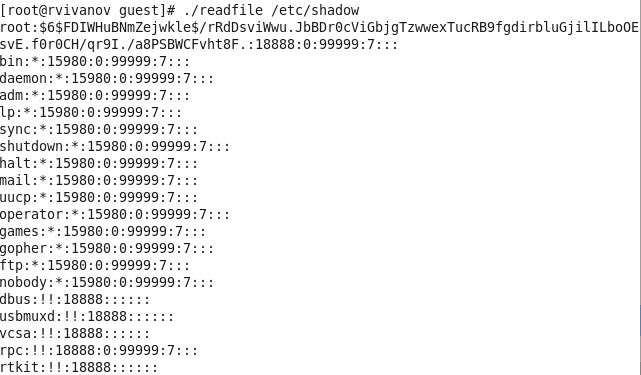 [root@rvivanov guest]# ./readfile /etc/shadow
root:$6$FDIWHuBNmZejwkle$/rRdDsviWwu.JbBDr0cViGbjgTzwwexTucRB9fgdirbluGjilILboOE
svE.f0r0CH/qr9I./a8PSBWCFvht8F.:18888:0:99999:7:::
bin:*:15980:0:99999:7:::
daemon:*:15980:0:99999:7:::
adm:*:15980:0:99999:7:::
lp:*:15980:0:99999:7:::
sync:*:15980:0:99999:7:::
shutdown:*:15980:0:99999:7:::
halt:*:15980:0:99999:7:::
mail:*:15980:0:99999:7:::
uucp:*:15980:0:99999:7:::
operator:*:15980:0:99999:7:::
games:*:15980:0:99999:7:::
gopher:*:15980:0:99999:7:::
ftp:*:15980:0:99999:7:::
nobody:*:15980:0:99999:7:::
dbus:!!:18888::::::
usbmuxd:!!:18888::::::
vcsa:!!:18888::::::
rpc:!!:18888:0:99999:7:::
rtkit:!!:18888::::::